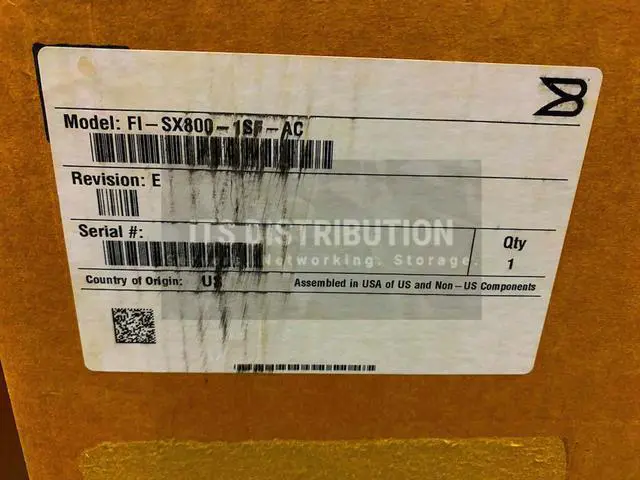 Model: FI-SX800-1SF-AC
Revision: E
Serial #:
ITS DISTRIBUTION
Networking. Storage.
Qty
1
Country of Origin: US
Assembled in USA of US and Non-US Components